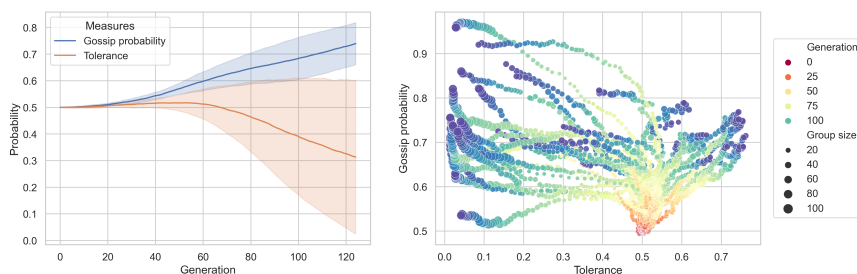 Measures
Gossip probability
Tolerance
0.8
0.7
0.6
0.5
0.4
0.3
0.2
0.1
0.0
Probability
0 20 40 60 80 100 120
Generation
0.9
0.8
0.7
0.6
0.5
Gossip probability
0.0 0.1 0.2 0.3 0.4 0.5 0.6 0.7
Tolerance
Generation
0
25
50
75
100
Group size
20
40
60
80
100